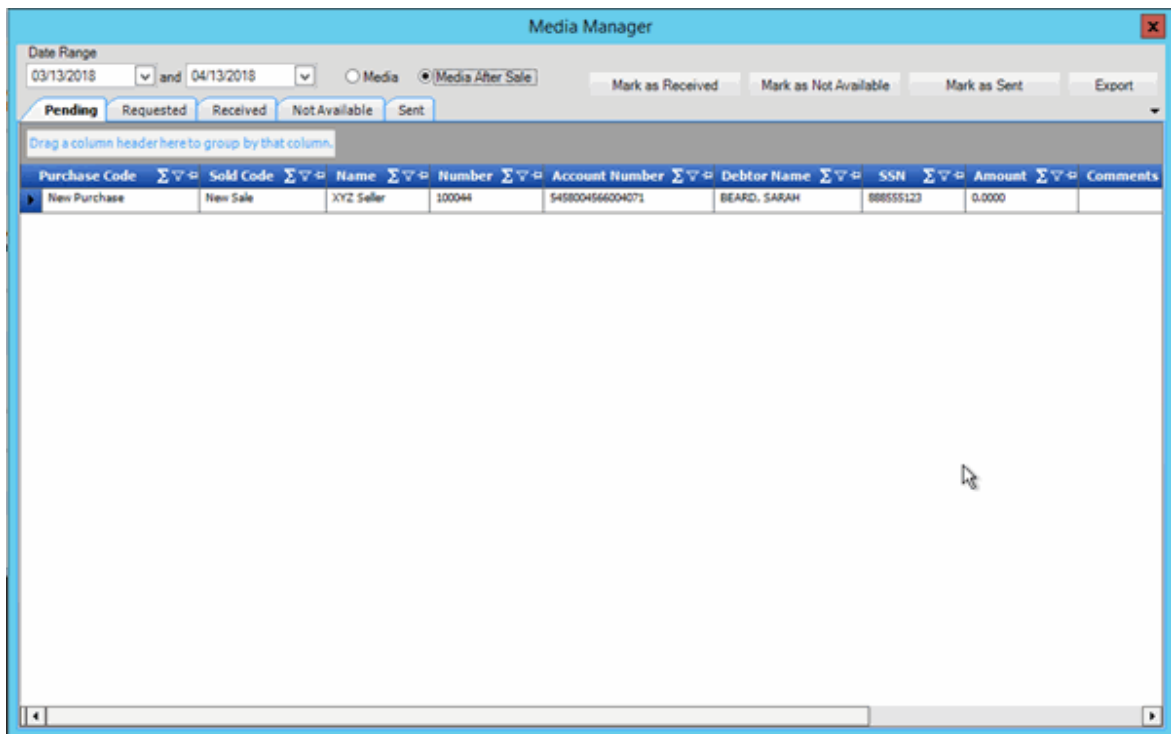 Media Manager
Date Range
03/13/2018 and 04/13/2018 Media Media After Sale Mark as Received Mark as Not Available Mark as Sent Export
Pending Requested Received Not Available Sent
Drag a column header here to group by that column.
Purchase Code Sold Code Name Number Account Number Debtor Name SSN Amount Comments
New Purchase New Sale XYZ Seller 100044 5458004566004071 BEARD, SARAH 888555123 0.0000